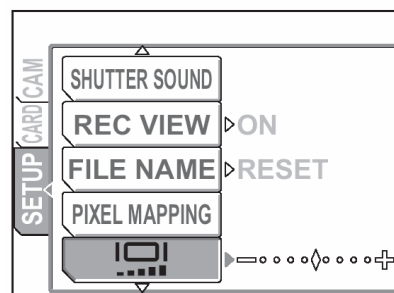 CAM
CARD
SETUP
SHUTTER SOUND
REC VIEW ON
FILE NAME RESET
PIXEL MAPPING